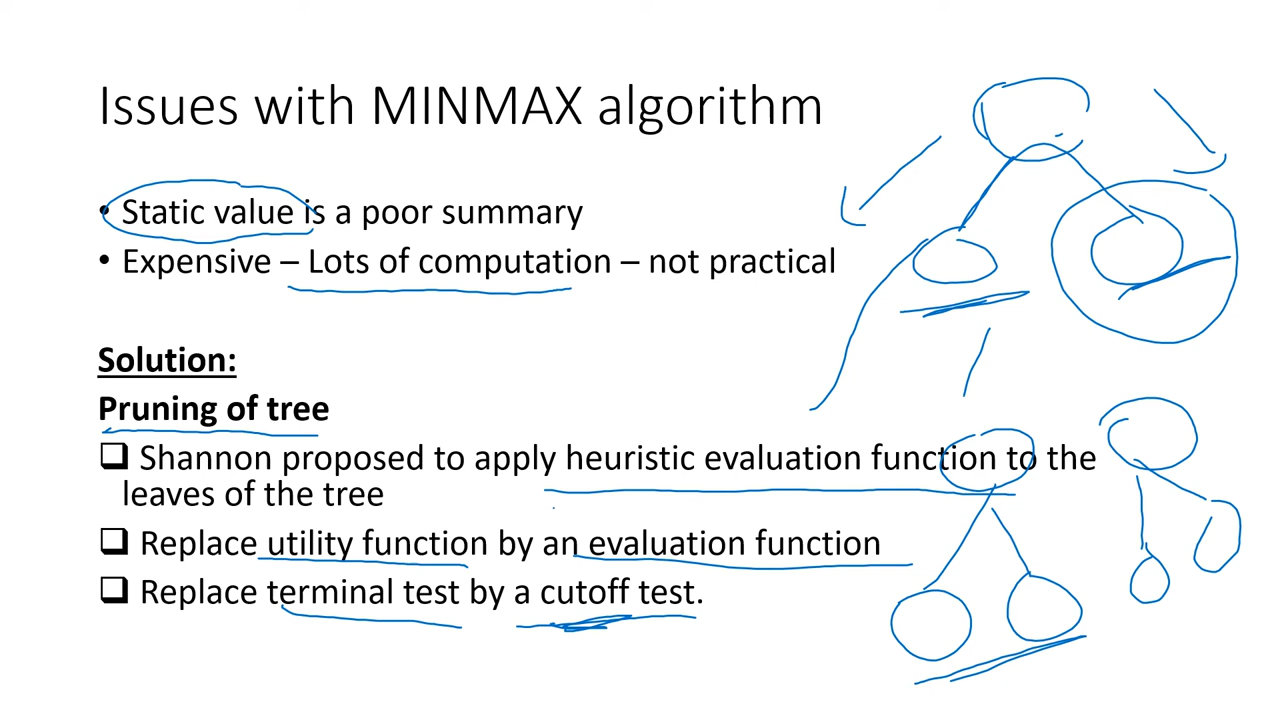 Issues with MINMAX algorithm
• Static value is a poor summary
• Expensive – Lots of computation – not practical
Solution:
Pruning of tree
❑ Shannon proposed to apply heuristic evaluation function to the
leaves of the tree
❑ Replace utility function by an evaluation function
❑ Replace terminal test by a cutoff test.